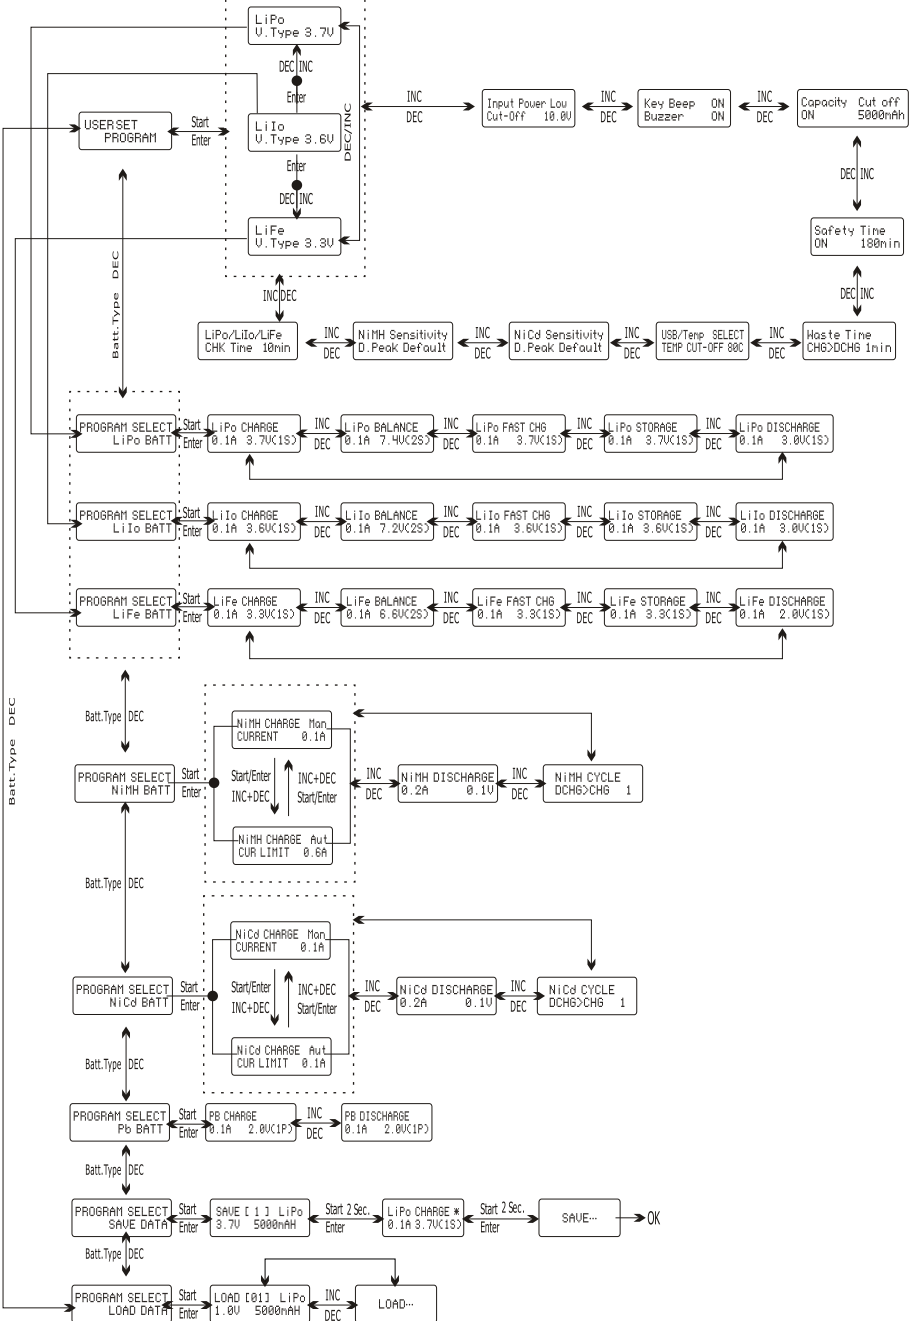 LiPo
V.Type 3.7V
DEC INC
Enter
LiIo
V.Type 3.6V
Enter
DEC INC
LiFe
V.Type 3.3V
DEC/INC
USERSET
PROGRAM
Start
Enter
INC
DEC
Input Power Low
Cut-Off 10.0V
INC
DEC
Key Beep ON
Buzzer ON
INC
DEC
Capacity Cut off
ON 5000mAh
DEC INC
Safety Time
ON 180min
DEC INC
Batt.Type DEC
INC DEC
LiPo/LiIo/LiFe
CHK Time 10min
INC
DEC
NiMH Sensitivity
D.Peak Default
INC
DEC
NiCd Sensitivity
D.Peak Default
INC
DEC
USB/Temp SELECT
TEMP CUT-OFF 80C
INC
DEC
Waste Time
CHG>DCHG 1min
PROGRAM SELECT
LiPo BATT
Start
Enter
LiPo CHARGE
0.1A 3.7V(1S)
INC
DEC
LiPo BALANCE
0.1A 7.4V(2S)
INC
DEC
LiPo FAST CHG
0.1A 3.7V(1S)
INC
DEC
LiPo STORAGE
0.1A 3.7V(1S)
INC
DEC
LiPo DISCHARGE
0.1A 3.0V(1S)
PROGRAM SELECT
LiIo BATT
Start
Enter
LiIo CHARGE
0.1A 3.6V(1S)
INC
DEC
LiIo BALANCE
0.1A 7.2V(2S)
INC
DEC
LiIo FAST CHG
0.1A 3.6V(1S)
INC
DEC
LiIo STORAGE
0.1A 3.6V(1S)
INC
DEC
LiIo DISCHARGE
0.1A 3.0V(1S)
PROGRAM SELECT
LiFe BATT
Start
Enter
LiFe CHARGE
0.1A 3.3V(1S)
INC
DEC
LiFe BALANCE
0.1A 6.6V(2S)
INC
DEC
LiFe FAST CHG
0.1A 3.3(1S)
INC
DEC
LiFe STORAGE
0.1A 3.3(1S)
INC
DEC
LiFe DISCHARGE
0.1A 2.0V(1S)
Batt.Type DEC
Batt.Type DEC
PROGRAM SELECT
NiMH BATT
Start
Enter
NiMH CHARGE Man
CURRENT 0.1A
Start/Enter
INC+DEC
INC+DEC
Start/Enter
NiMH CHARGE Aut
CUR LIMIT 0.6A
INC
DEC
NiMH DISCHARGE
0.2A 0.1V
INC
DEC
NiMH CYCLE
DCHG>CHG 1
Batt.Type DEC
PROGRAM SELECT
NiCd BATT
Start
Enter
NiCd CHARGE Man
CURRENT 0.1A
Start/Enter
INC+DEC
INC+DEC
Start/Enter
NiCd CHARGE Aut
CUR LIMIT 0.1A
INC
DEC
NiCd DISCHARGE
0.2A 0.1V
INC
DEC
NiCd CYCLE
DCHG>CHG 1
Batt.Type DEC
PROGRAM SELECT
Pb BATT
Start
Enter
PB CHARGE
0.1A 2.0V(1P)
INC
DEC
PB DISCHARGE
0.1A 2.0V(1P)
Batt.Type DEC
PROGRAM SELECT
SAVE DATA
Start
Enter
SAVE [ 1 ] LiPo
3.7V 5000mAH
Start 2 Sec.
Enter
LiPo CHARGE *
0.1A 3.7V(1S)
Start 2 Sec.
Enter
SAVE···
OK
Batt.Type DEC
PROGRAM SELECT
LOAD DATA
Start
Enter
LOAD [01] LiPo
1.0V 5000mAH
INC
DEC
LOAD···